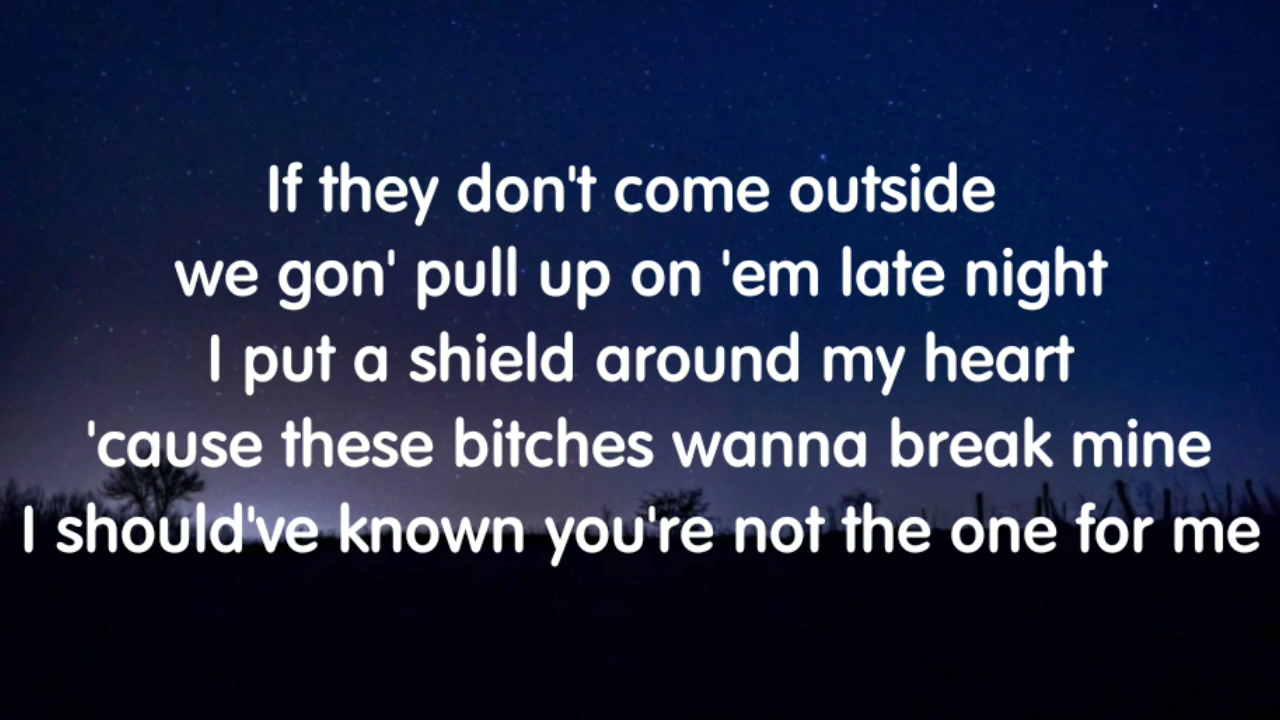 If they don't come outside
we gon' pull up on 'em late night
I put a shield around my heart
'cause these bitches wanna break mine
I should've known you're not the one for me